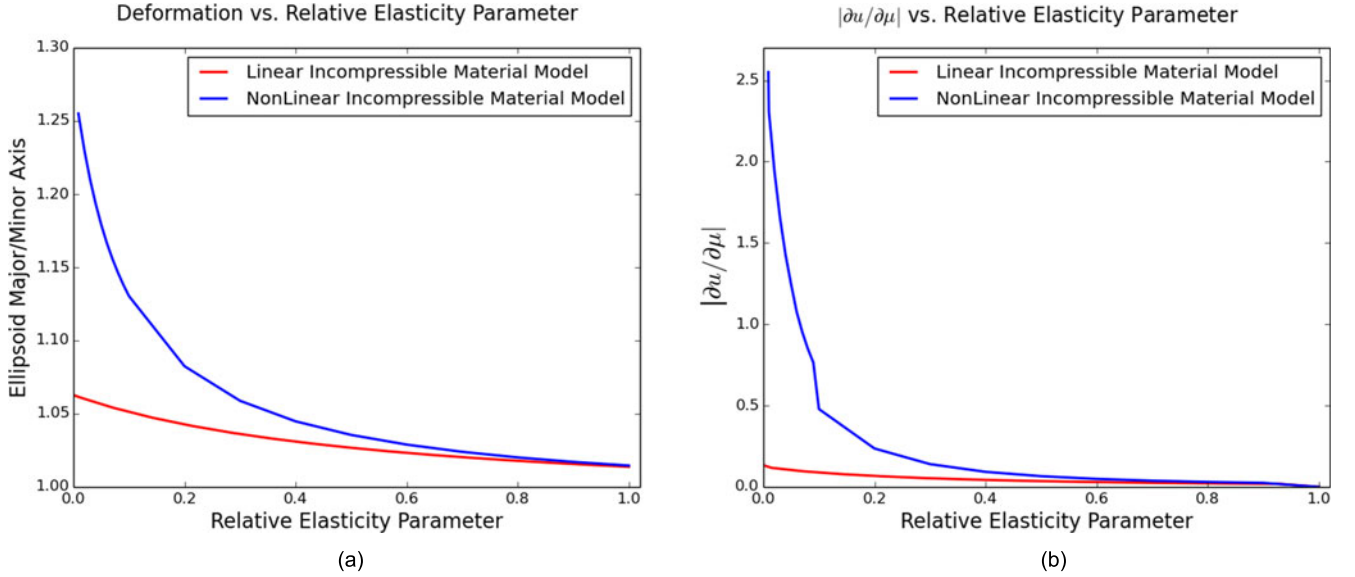 Deformation vs. Relative Elasticity Parameter
1.30
1.25
1.20
1.15
1.10
1.05
1.00
Ellipsoid Major/Minor Axis
Linear Incompressible Material Model
NonLinear Incompressible Material Model
0.0 0.2 0.4 0.6 0.8 1.0
Relative Elasticity Parameter
(a)
|∂u/∂μ| vs. Relative Elasticity Parameter
2.5
2.0
1.5
1.0
0.5
0.0
|∂u/∂μ|
Linear Incompressible Material Model
NonLinear Incompressible Material Model
0.0 0.2 0.4 0.6 0.8 1.0
Relative Elasticity Parameter
(b)